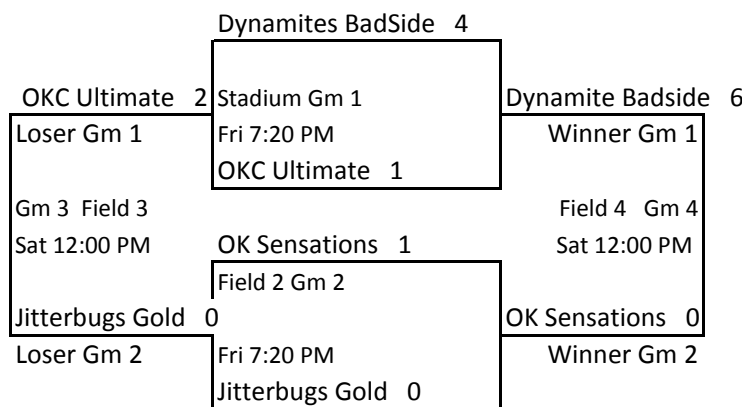 Dynamites BadSide 4
OKC Ultimate 2 Stadium Gm 1 Dynamite Badside 6
Loser Gm 1 Fri 7:20 PM Winner Gm 1
OKC Ultimate 1
Gm 3 Field 3 Field 4 Gm 4
Sat 12:00 PM OK Sensations 1 Sat 12:00 PM
Field 2 Gm 2
Jitterbugs Gold 0 OK Sensations 0
Loser Gm 2 Fri 7:20 PM Winner Gm 2
Jitterbugs Gold 0